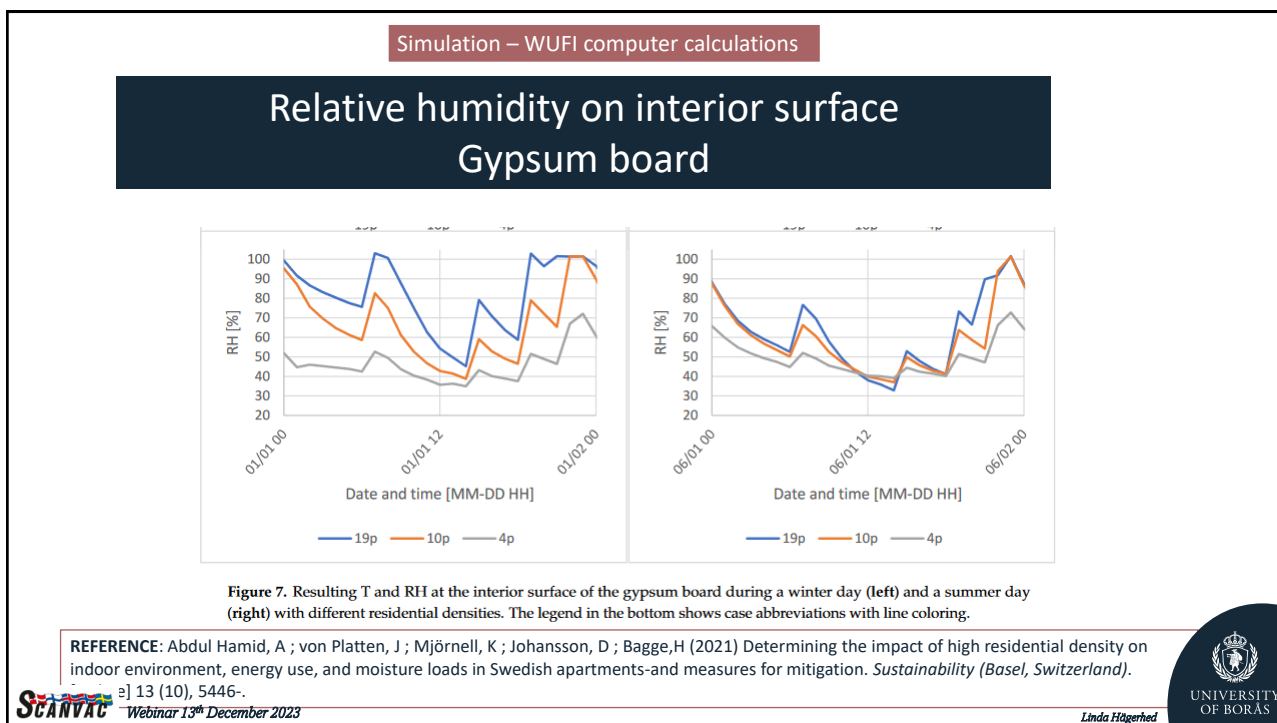 Simulation – WUFI computer calculations
Relative humidity on interior surface
Gypsum board
19p 10p 4p
100
90
80
70
60
50
40
30
20
RH [%]
01/01 00
01/01 12
01/02 00
Date and time [MM-DD HH]
19p 10p 4p
19p 10p 4p
100
90
80
70
60
50
40
30
20
RH [%]
06/01 00
06/01 12
06/02 00
Date and time [MM-DD HH]
19p 10p 4p
Figure 7. Resulting T and RH at the interior surface of the gypsum board during a winter day (left) and a summer day
(right) with different residential densities. The legend in the bottom shows case abbreviations with line coloring.
REFERENCE: Abdul Hamid, A ; von Platten, J ; Mjörnell, K ; Johansson, D ; Bagge,H (2021) Determining the impact of high residential density on
indoor environment, energy use, and moisture loads in Swedish apartments-and measures for mitigation. Sustainability (Basel, Switzerland).
e] 13 (10), 5446-.
SCANVAC
Webinar 13th December 2023
Linda Hägerhed
UNIVERSITY
OF BORÅS